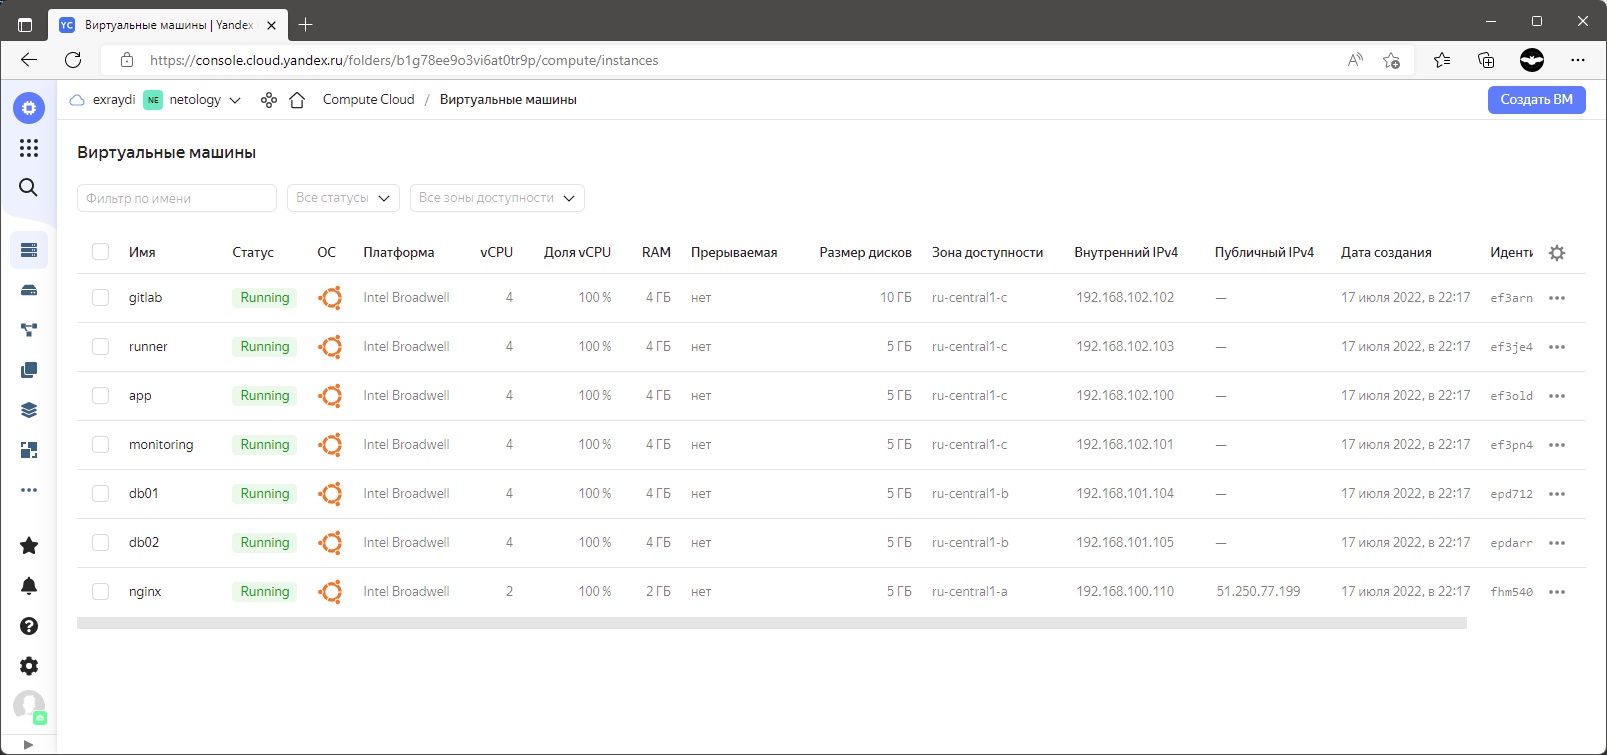 YC Виртуальные машины | Yandex
https://console.cloud.yandex.ru/folders/b1g78ee9o3vi6at0tr9p/compute/instances
exraydi NE netology Compute Cloud / Виртуальные машины Создать ВМ
Виртуальные машины
Фильтр по имени Все статусы Все зоны доступности
Имя Статус ОС Платформа vCPU Доля vCPU RAM Прерываемая Размер дисков Зона доступности Внутренний IPv4 Публичный IPv4 Дата создания Иденти
gitlab Running Intel Broadwell 4 100 % 4 ГБ нет 10 ГБ ru-central1-c 192.168.102.102 — 17 июля 2022, в 22:17 ef3arn
runner Running Intel Broadwell 4 100 % 4 ГБ нет 5 ГБ ru-central1-c 192.168.102.103 — 17 июля 2022, в 22:17 ef3je4
app Running Intel Broadwell 4 100 % 4 ГБ нет 5 ГБ ru-central1-c 192.168.102.100 — 17 июля 2022, в 22:17 ef3old
monitoring Running Intel Broadwell 4 100 % 4 ГБ нет 5 ГБ ru-central1-c 192.168.102.101 — 17 июля 2022, в 22:17 ef3pn4
db01 Running Intel Broadwell 4 100 % 4 ГБ нет 5 ГБ ru-central1-b 192.168.101.104 — 17 июля 2022, в 22:17 epd712
db02 Running Intel Broadwell 4 100 % 4 ГБ нет 5 ГБ ru-central1-b 192.168.101.105 — 17 июля 2022, в 22:17 epdarr
nginx Running Intel Broadwell 2 100 % 2 ГБ нет 5 ГБ ru-central1-a 192.168.100.110 51.250.77.199 17 июля 2022, в 22:17 fhm540